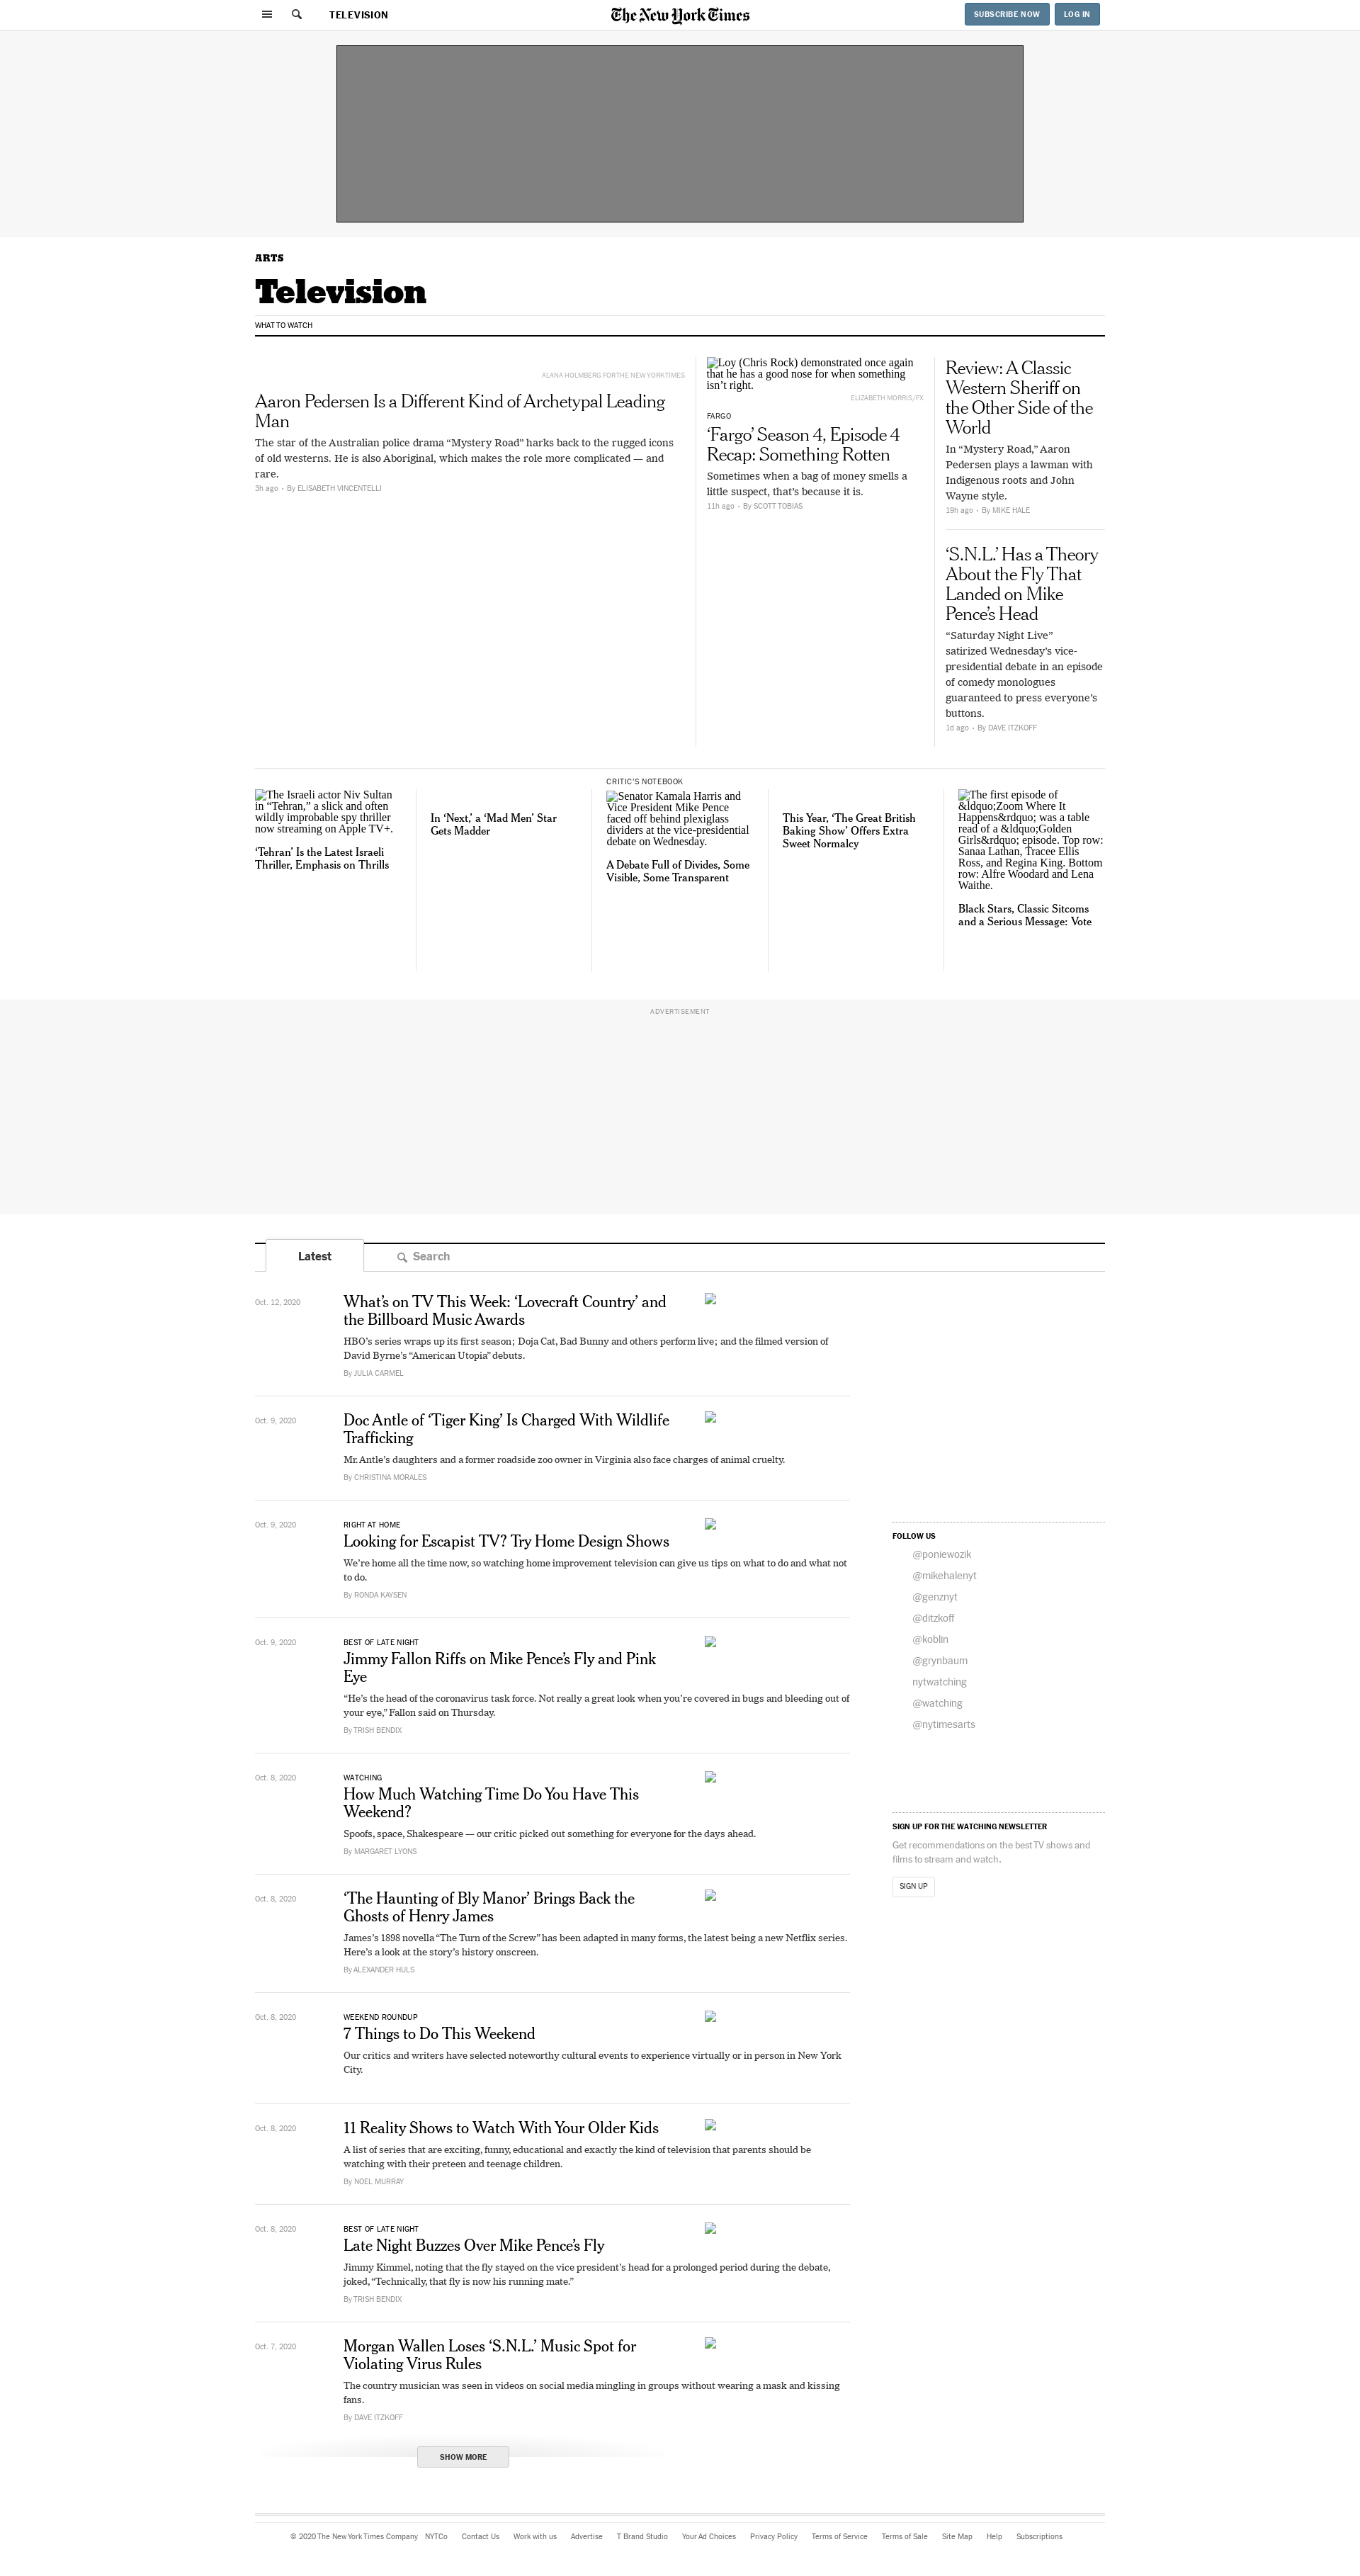 TELEVISION
The New York Times
SUBSCRIBE NOW
LOG IN
ARTS
Television
WHAT TO WATCH
ALANA HOLMBERG FOR THE NEW YORK TIMES
Aaron Pedersen Is a Different Kind of Archetypal Leading
Man
The star of the Australian police drama “Mystery Road” harks back to the rugged icons
of old westerns. He is also Aboriginal, which makes the role more complicated — and
rare.
3h ago • By ELISABETH VINCENTELLI
Loy (Chris Rock) demonstrated once again
that he has a good nose for when something
isn’t right.
ELIZABETH MORRIS/FX
FARGO
‘Fargo’ Season 4, Episode 4
Recap: Something Rotten
Sometimes when a bag of money smells a
little suspect, that’s because it is.
11h ago • By SCOTT TOBIAS
Review: A Classic
Western Sheriff on
the Other Side of the
World
In “Mystery Road,” Aaron
Pedersen plays a lawman with
Indigenous roots and John
Wayne style.
19h ago • By MIKE HALE
‘S.N.L.’ Has a Theory
About the Fly That
Landed on Mike
Pence’s Head
“Saturday Night Live”
satirized Wednesday’s vice-
presidential debate in an episode
of comedy monologues
guaranteed to press everyone’s
buttons.
1d ago • By DAVE ITZKOFF
The Israeli actor Niv Sultan
in “Tehran,” a slick and often
wildly improbable spy thriller
now streaming on Apple TV+.
‘Tehran’ Is the Latest Israeli
Thriller, Emphasis on Thrills
In ‘Next,’ a ‘Mad Men’ Star
Gets Madder
CRITIC’S NOTEBOOK
Senator Kamala Harris and
Vice President Mike Pence
faced off behind plexiglass
dividers at the vice-presidential
debate on Wednesday.
A Debate Full of Divides, Some
Visible, Some Transparent
This Year, ‘The Great British
Baking Show’ Offers Extra
Sweet Normalcy
The first episode of
&ldquo;Zoom Where It
Happens&rdquo; was a table
read of a &ldquo;Golden
Girls&rdquo; episode. Top row:
Sanaa Lathan, Tracee Ellis
Ross, and Regina King. Bottom
row: Alfre Woodard and Lena
Waithe.
Black Stars, Classic Sitcoms
and a Serious Message: Vote
ADVERTISEMENT
Latest
Search
Oct. 12, 2020
What’s on TV This Week: ‘Lovecraft Country’ and
the Billboard Music Awards
HBO’s series wraps up its first season; Doja Cat, Bad Bunny and others perform live; and the filmed version of
David Byrne’s “American Utopia” debuts.
By JULIA CARMEL
Oct. 9, 2020
Doc Antle of ‘Tiger King’ Is Charged With Wildlife
Trafficking
Mr. Antle’s daughters and a former roadside zoo owner in Virginia also face charges of animal cruelty.
By CHRISTINA MORALES
Oct. 9, 2020
RIGHT AT HOME
Looking for Escapist TV? Try Home Design Shows
We’re home all the time now, so watching home improvement television can give us tips on what to do and what not
to do.
By RONDA KAYSEN
Oct. 9, 2020
BEST OF LATE NIGHT
Jimmy Fallon Riffs on Mike Pence’s Fly and Pink
Eye
“He’s the head of the coronavirus task force. Not really a great look when you’re covered in bugs and bleeding out of
your eye,” Fallon said on Thursday.
By TRISH BENDIX
Oct. 8, 2020
WATCHING
How Much Watching Time Do You Have This
Weekend?
Spoofs, space, Shakespeare — our critic picked out something for everyone for the days ahead.
By MARGARET LYONS
Oct. 8, 2020
‘The Haunting of Bly Manor’ Brings Back the
Ghosts of Henry James
James’s 1898 novella “The Turn of the Screw” has been adapted in many forms, the latest being a new Netflix series.
Here’s a look at the story’s history onscreen.
By ALEXANDER HULS
Oct. 8, 2020
WEEKEND ROUNDUP
7 Things to Do This Weekend
Our critics and writers have selected noteworthy cultural events to experience virtually or in person in New York
City.
Oct. 8, 2020
11 Reality Shows to Watch With Your Older Kids
A list of series that are exciting, funny, educational and exactly the kind of television that parents should be
watching with their preteen and teenage children.
By NOEL MURRAY
Oct. 8, 2020
BEST OF LATE NIGHT
Late Night Buzzes Over Mike Pence’s Fly
Jimmy Kimmel, noting that the fly stayed on the vice president’s head for a prolonged period during the debate,
joked, “Technically, that fly is now his running mate.”
By TRISH BENDIX
Oct. 7, 2020
Morgan Wallen Loses ‘S.N.L.’ Music Spot for
Violating Virus Rules
The country musician was seen in videos on social media mingling in groups without wearing a mask and kissing
fans.
By DAVE ITZKOFF
SHOW MORE
FOLLOW US
@poniewozik
@mikehalenyt
@genznyt
@ditzkoff
@koblin
@grynbaum
nytwatching
@watching
@nytimesarts
SIGN UP FOR THE WATCHING NEWSLETTER
Get recommendations on the best TV shows and
films to stream and watch.
SIGN UP
© 2020 The New York Times Company NYTCo Contact Us Work with us Advertise T Brand Studio Your Ad Choices Privacy Policy Terms of Service Terms of Sale Site Map Help Subscriptions